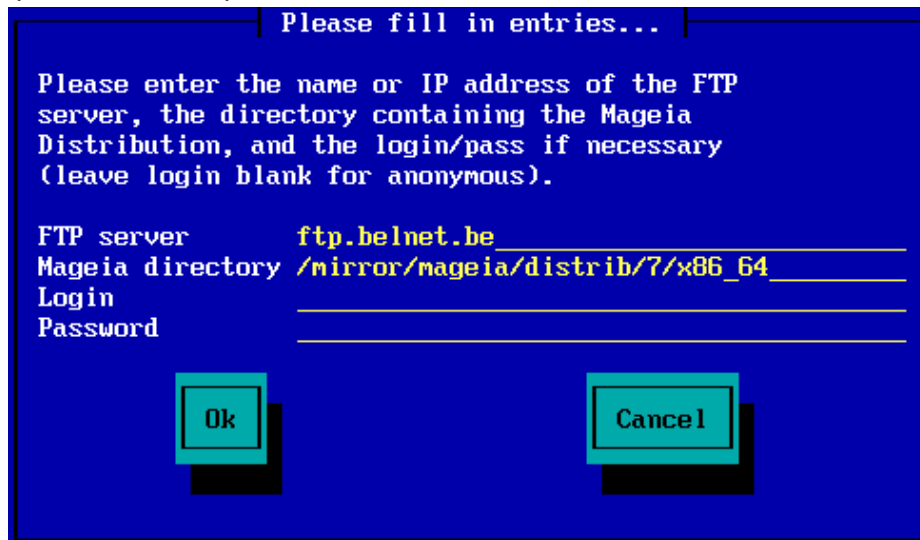 Please fill in entries...
Please enter the name or IP address of the FTP
server, the directory containing the Mageia
Distribution, and the login/pass if necessary
(leave login blank for anonymous).
FTP server ftp.belnet.be
Mageia directory /mirror/mageia/distrib/7/x86_64
Login
Password
Ok Cancel